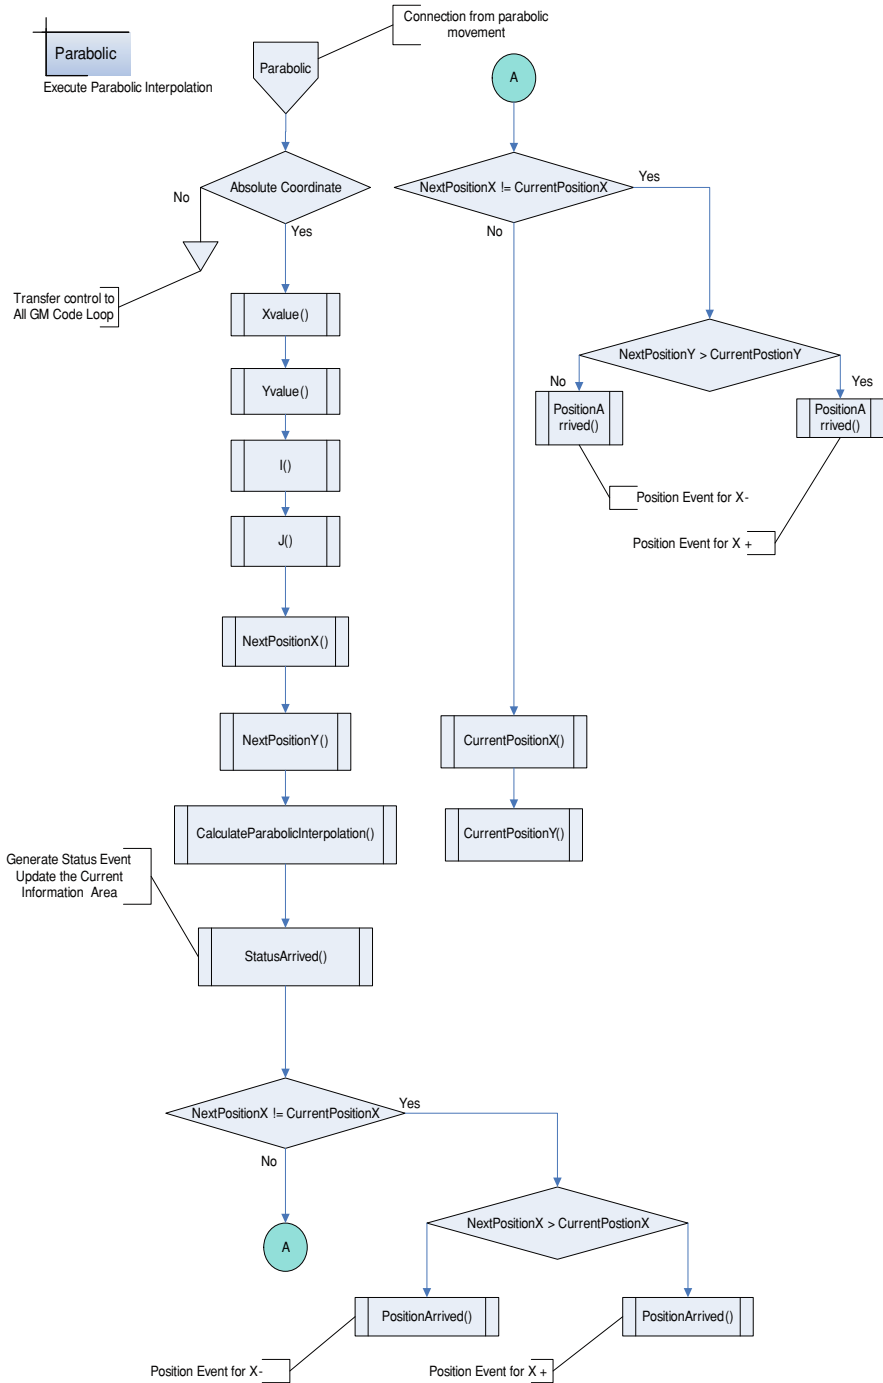 Parabolic
Execute Parabolic Interpolation
Connection from parabolic
movement
Parabolic
Absolute Coordinate
No
Yes
Transfer control to
All GM Code Loop
Xvalue()
Yvalue()
I()
J()
NextPositionX()
NextPositionY()
CalculateParabolicInterpolation()
Generate Status Event
Update the Current
Information Area
StatusArrived()
NextPositionX != CurrentPositionX
Yes
No
A
NextPositionX > CurrentPostionX
PositionArrived()
PositionArrived()
Position Event for X-
Position Event for X +
A
NextPositionX != CurrentPositionX
Yes
No
NextPositionY > CurrentPostionY
No
Yes
PositionA
rrived()
PositionA
rrived()
Position Event for X-
Position Event for X +
CurrentPositionX()
CurrentPositionY()